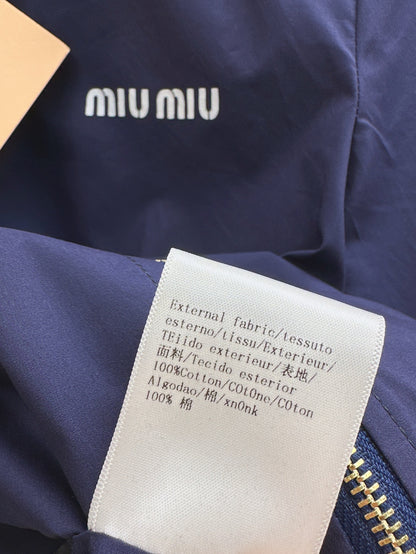 miu miu
External fabric/tessuto
esterno/tissu/Exterieur/
TEjido exterieur/表地/
面料/Tecido esterior
100%Cotton/COtOne/COton
Algodao/棉/xnOnk
100% 棉